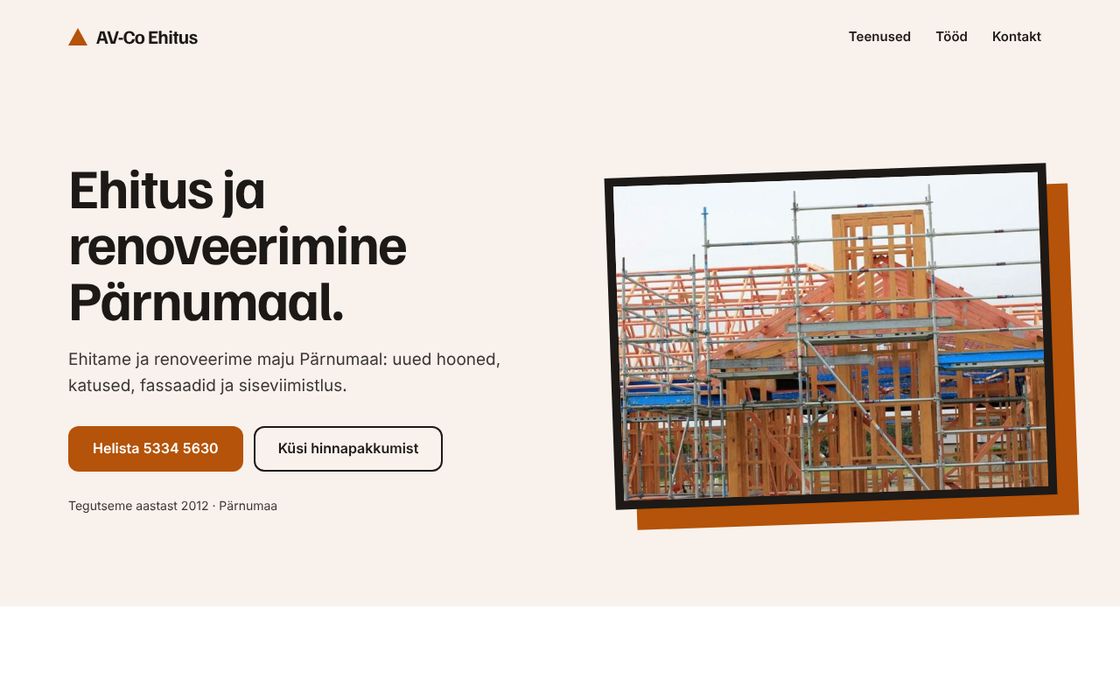 AV-Co Ehitus
Teenused
Tööd
Kontakt
Ehitus ja
renoveerimine
Pärnumaal.
Ehitame ja renoveerime maju Pärnumaal: uued hooned,
katused, fassaadid ja siseviimistlus.
Helista 5334 5630
Küsi hinnapakkumist
Tegutseme aastast 2012 · Pärnumaa